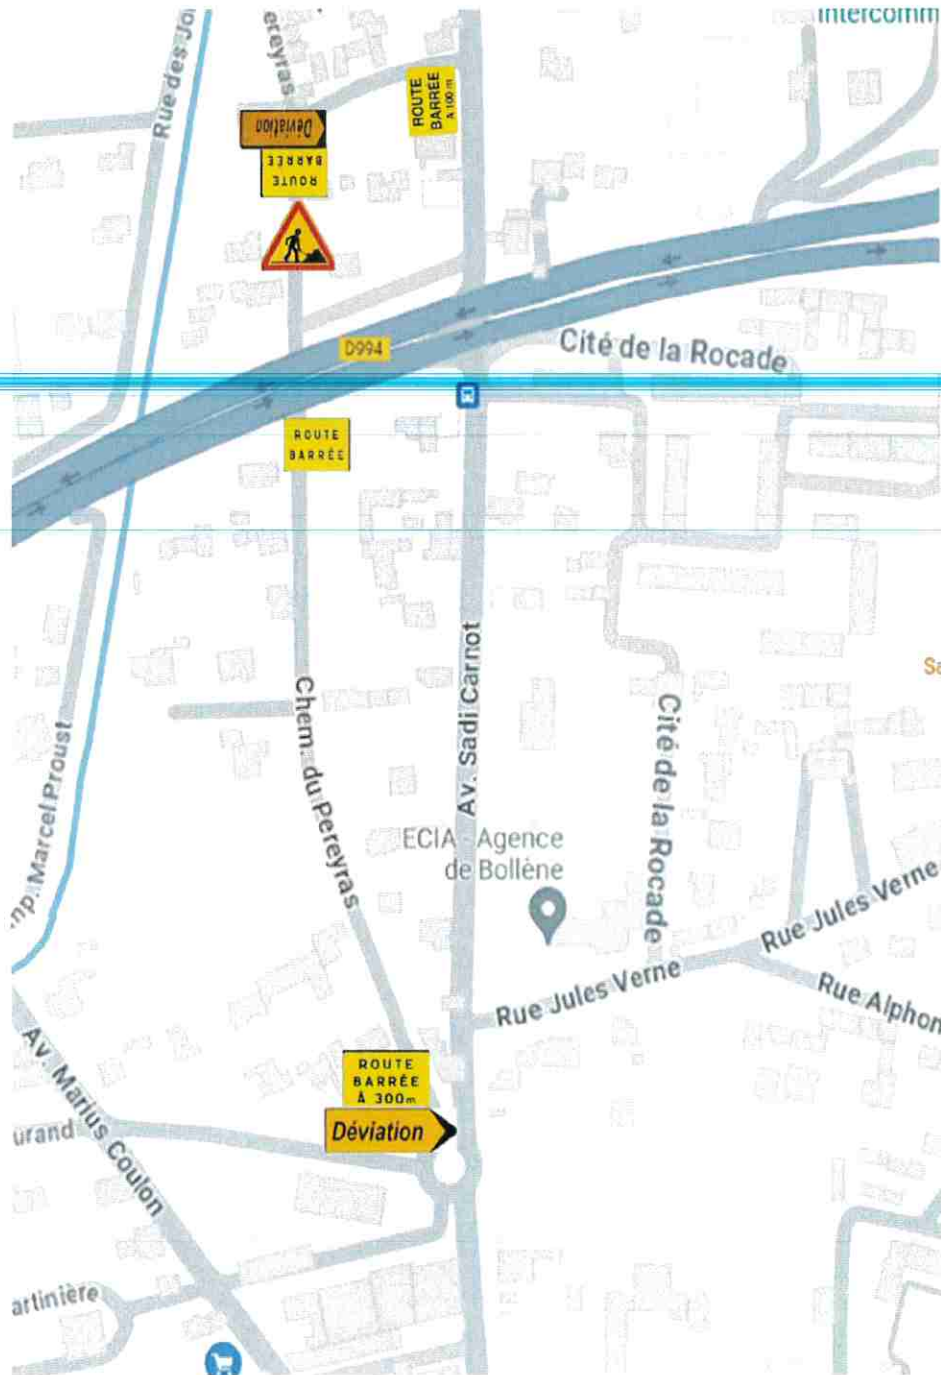 intercomm
Rue des Jo
ereyras
ROUTE
BARRÉE
À 100 m
Déviation
ROUTE
BARRÉE
D994
Cité de la Rocade
ROUTE
BARRÉE
Av. Sadi Carnot
Sa
Chem. du Pereyras
Cité de la Rocade
mp. Marcel Proust
ECIA - Agence
de Bollène
Rue Jules Verne
Rue Jules Verne
Rue Alphon
Av. Marius Coulon
ROUTE
BARRÉE
À 300m
Déviation
urand
artinière